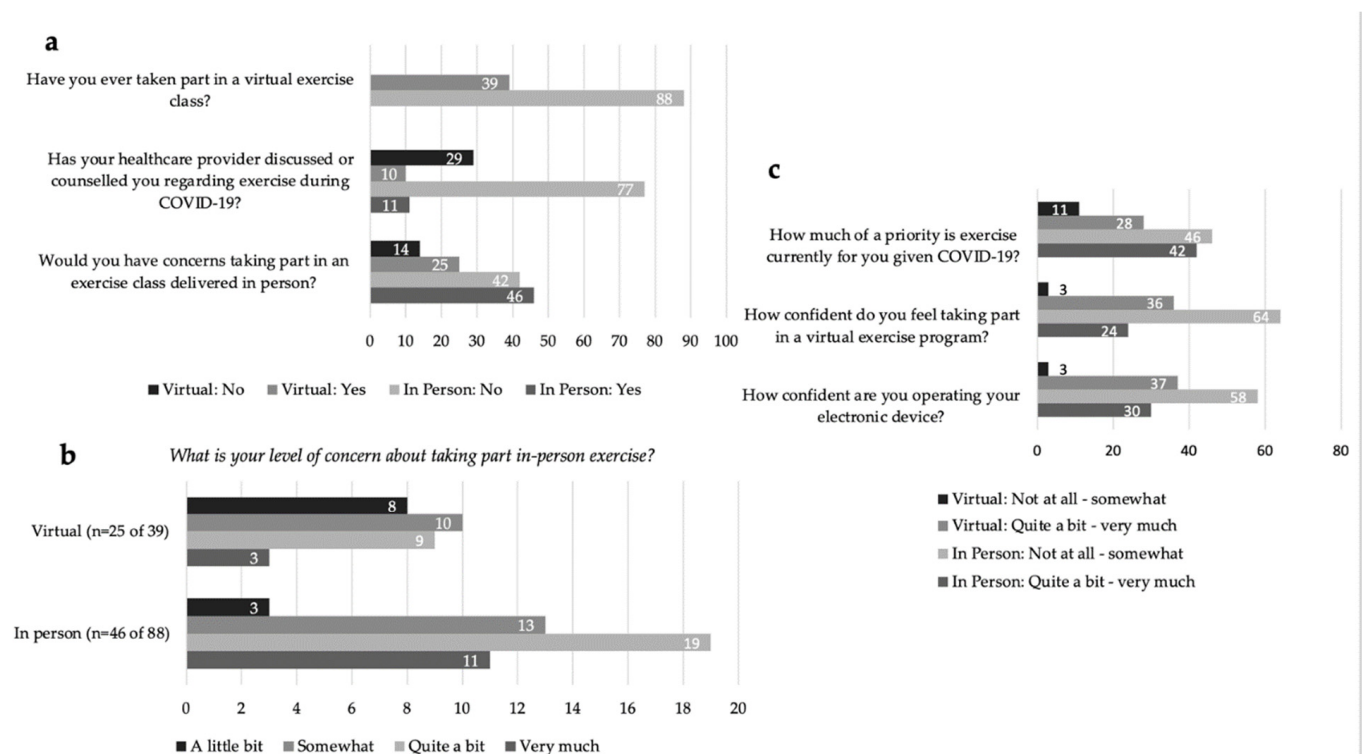 a
Have you ever taken part in a virtual exercise
class?
39
88
Has your healthcare provider discussed or
counselled you regarding exercise during
COVID-19?
29
10
77
11
Would you have concerns taking part in an
exercise class delivered in person?
14
25
42
46
0 10 20 30 40 50 60 70 80 90 100
Virtual: No Virtual: Yes In Person: No In Person: Yes
b
What is your level of concern about taking part in-person exercise?
Virtual (n=25 of 39)
8
10
9
3
In person (n=46 of 88)
3
13
19
11
0 2 4 6 8 10 12 14 16 18 20
A little bit Somewhat Quite a bit Very much
c
How much of a priority is exercise
currently for you given COVID-19?
11
28
46
42
How confident do you feel taking part
in a virtual exercise program?
3
36
64
24
How confident are you operating your
electronic device?
3
37
58
30
0 20 40 60 80
Virtual: Not at all - somewhat
Virtual: Quite a bit - very much
In Person: Not at all - somewhat
In Person: Quite a bit - very much